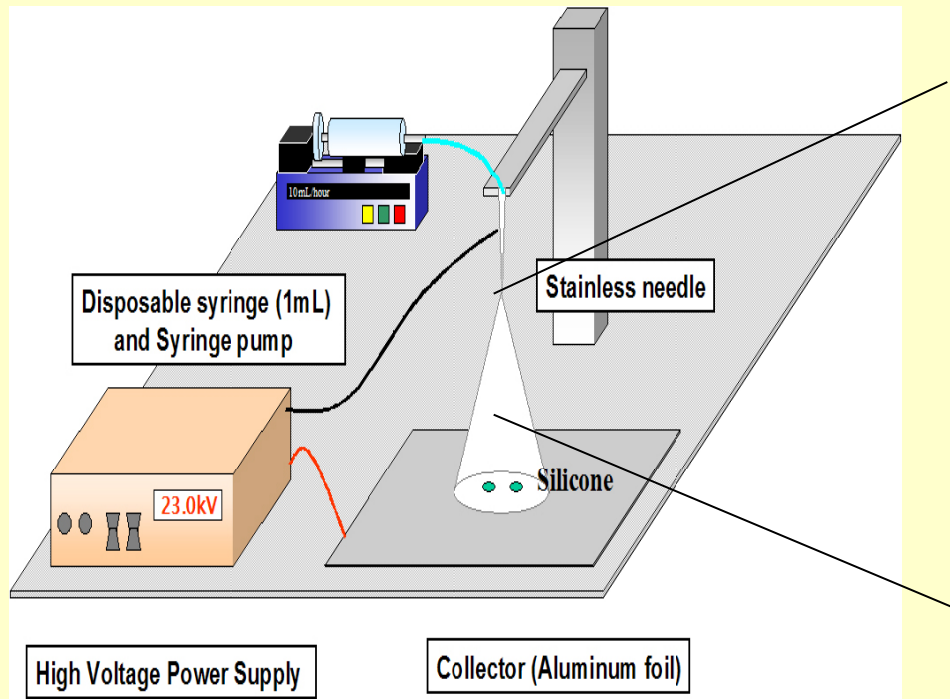 10mL/hour
Disposable syringe (1mL)
and Syringe pump
Stainless needle
Silicone
23.0kV
High Voltage Power Supply
Collector (Aluminum foil)